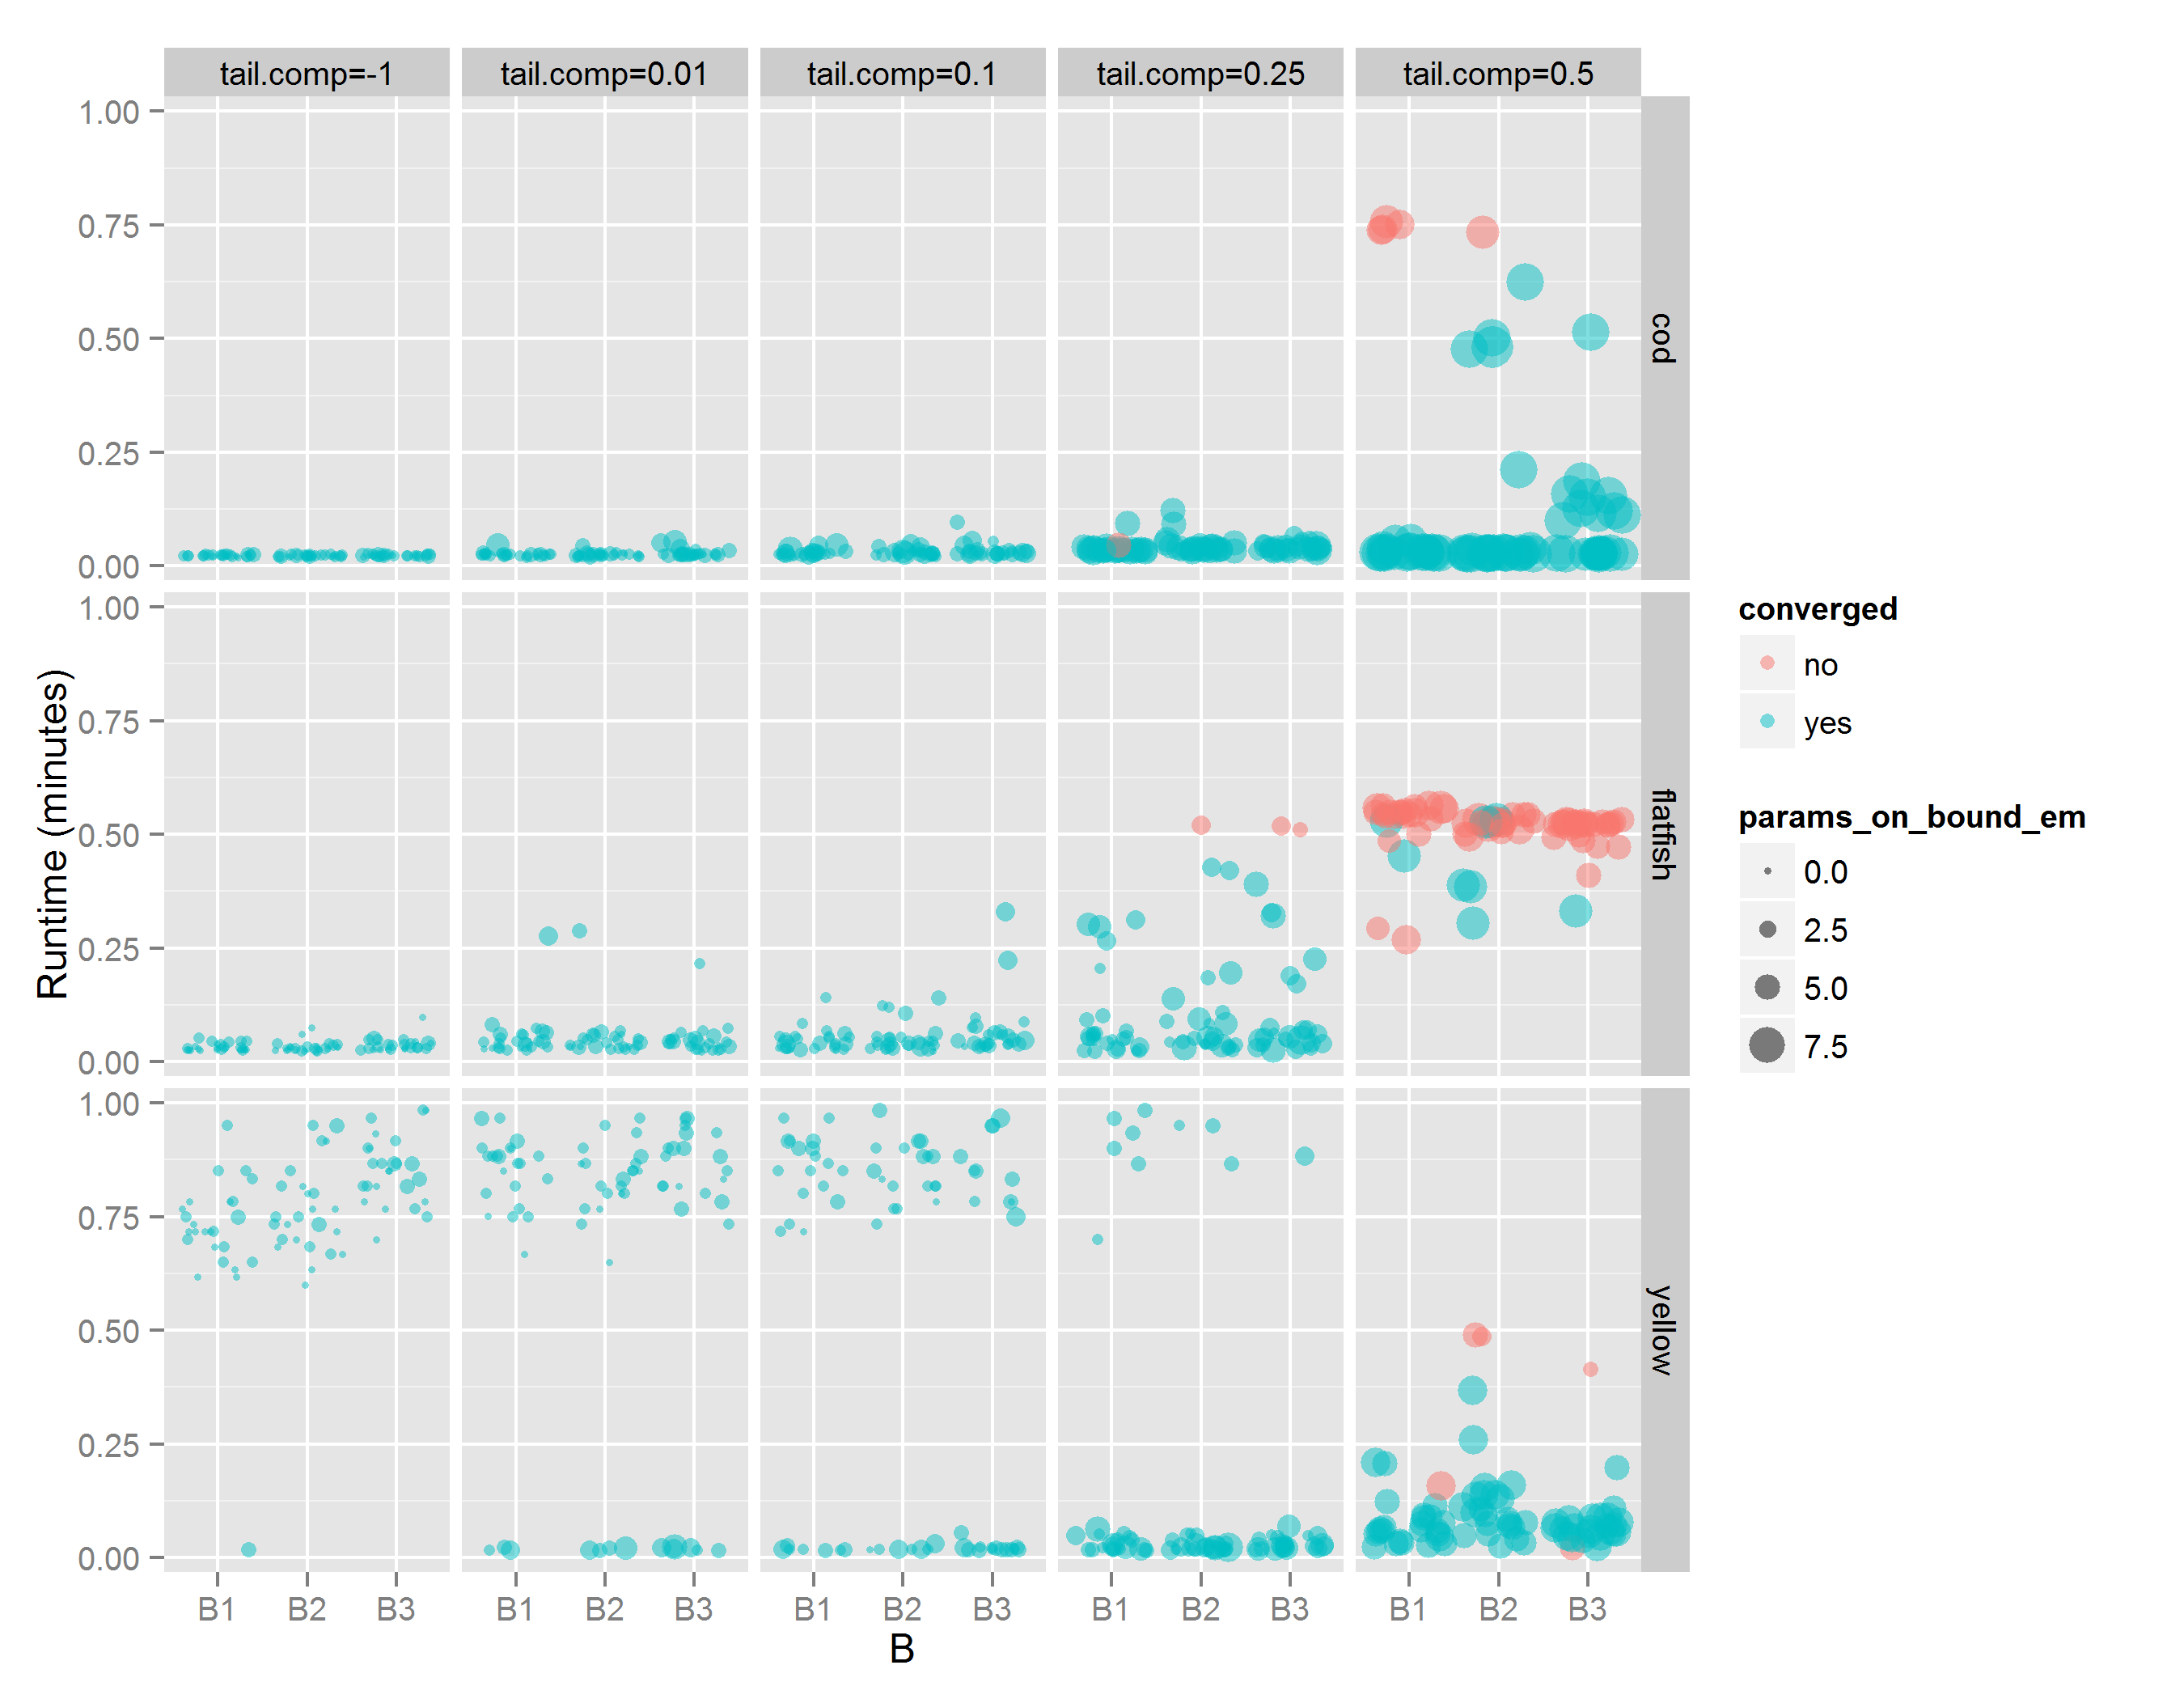 tail.comp=-1 tail.comp=0.01 tail.comp=0.1 tail.comp=0.25 tail.comp=0.5
1.00
0.75
0.50
0.25
0.00
cod
1.00
0.75
0.50
0.25
0.00
flatfish
1.00
0.75
0.50
0.25
0.00
yellow
Runtime (minutes)
B1 B2 B3 B1 B2 B3 B1 B2 B3 B1 B2 B3 B1 B2 B3
B
converged
no
yes
params_on_bound_em
0.0
2.5
5.0
7.5